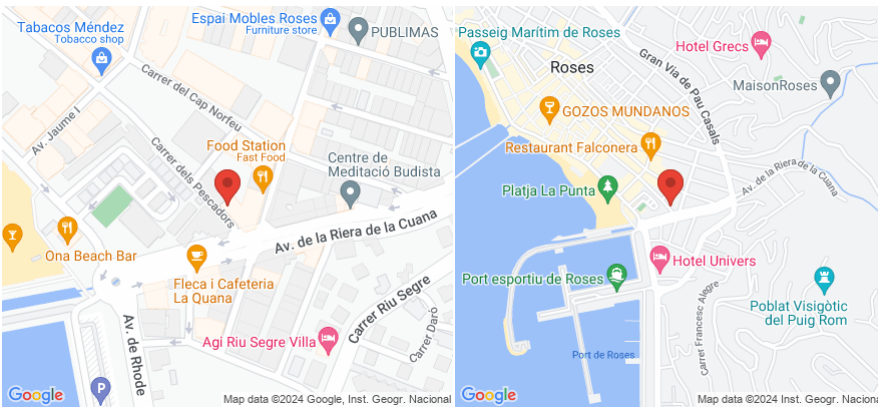 Tabacos Méndez
Tobacco shop
Espai Mobles Roses
Furniture store
PUBLIMAS
Carrer del Cap Norfeu
Av. Jaume I
Carrer dels Pescadors
Food Station
Fast Food
Centre de
Meditació Budista
Av. de la Riera de la Cuana
Ona Beach Bar
Fleca i Cafeteria
La Quana
Carrer Riu Segre
Av. de Rhode
Agi Riu Segre Villa
Carrer Daró
P
Google
Map data ©2024 Google, Inst. Geogr. Nacional
Passeig Marítim de Roses
Hotel Grecs
Gran Via de Pau Casals
Roses
MaisonRoses
GOZOS MUNDANOS
Restaurant Falconera
Av. de la Riera de la Cuana
Platja La Punta
Hotel Univers
Port esportiu de Roses
Carrer Francesc Alegre
Poblat Visigòtic
del Puig Rom
Port de Roses
Google
Map data ©2024 Google, Inst. Geogr. Naciona